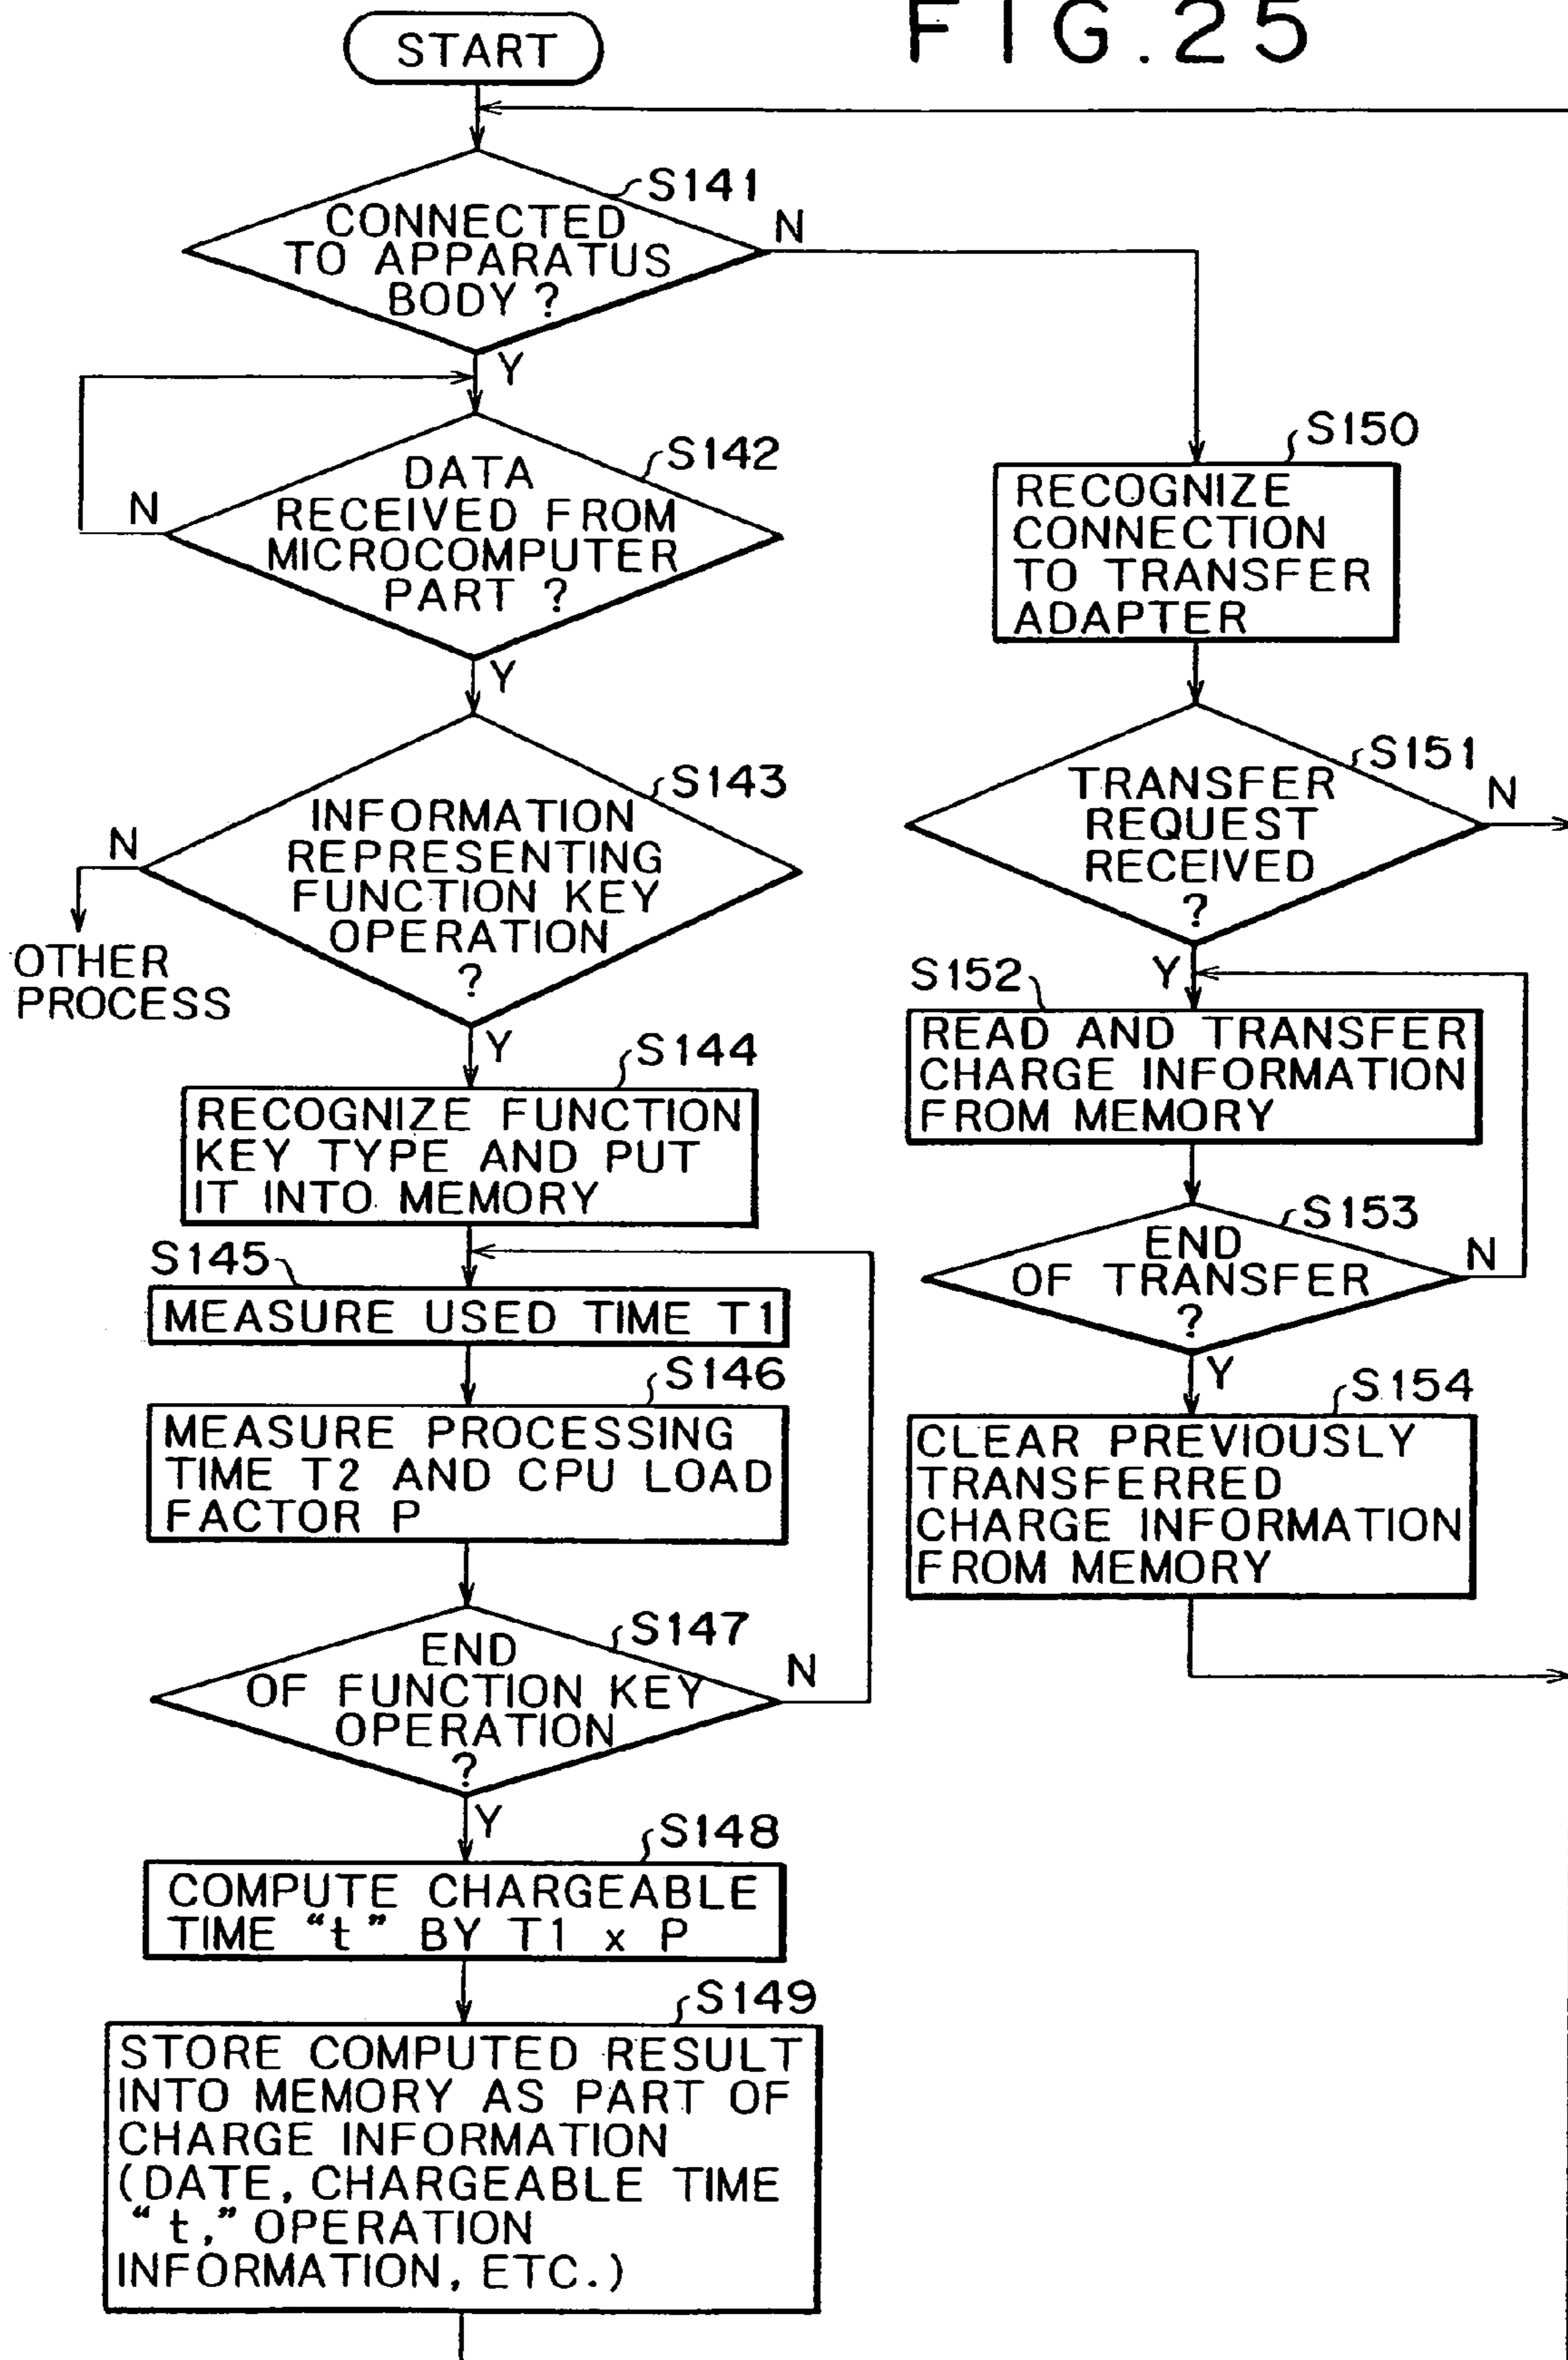 FIG.25
START
S141
CONNECTED
TO APPARATUS
BODY ?
N
Y
S142
DATA
RECEIVED FROM
MICROCOMPUTER
PART ?
N
Y
S143
INFORMATION
REPRESENTING
FUNCTION KEY
OPERATION
?
N
OTHER
PROCESS
Y
S144
RECOGNIZE FUNCTION
KEY TYPE AND PUT
IT INTO MEMORY
S145
MEASURE USED TIME T1
S146
MEASURE PROCESSING
TIME T2 AND CPU LOAD
FACTOR P
S147
END
OF FUNCTION KEY
OPERATION
?
N
Y
S148
COMPUTE CHARGEABLE
TIME “t” BY T1 x P
S149
STORE COMPUTED RESULT
INTO MEMORY AS PART OF
CHARGE INFORMATION
(DATE, CHARGEABLE TIME
“t,” OPERATION
INFORMATION, ETC.)
S150
RECOGNIZE
CONNECTION
TO TRANSFER
ADAPTER
S151
TRANSFER
REQUEST
RECEIVED
?
N
Y
S152
READ AND TRANSFER
CHARGE INFORMATION
FROM MEMORY
S153
END
OF TRANSFER
?
N
Y
S154
CLEAR PREVIOUSLY
TRANSFERRED
CHARGE INFORMATION
FROM MEMORY